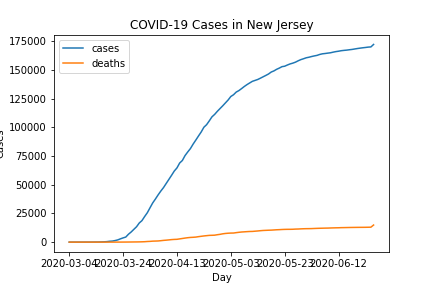 COVID-19 Cases in New Jersey
175000
150000
125000
100000
75000
50000
25000
0
cases
deaths
cases
2020-03-04 2020-03-24 2020-04-13 2020-05-03 2020-05-23 2020-06-12
Day